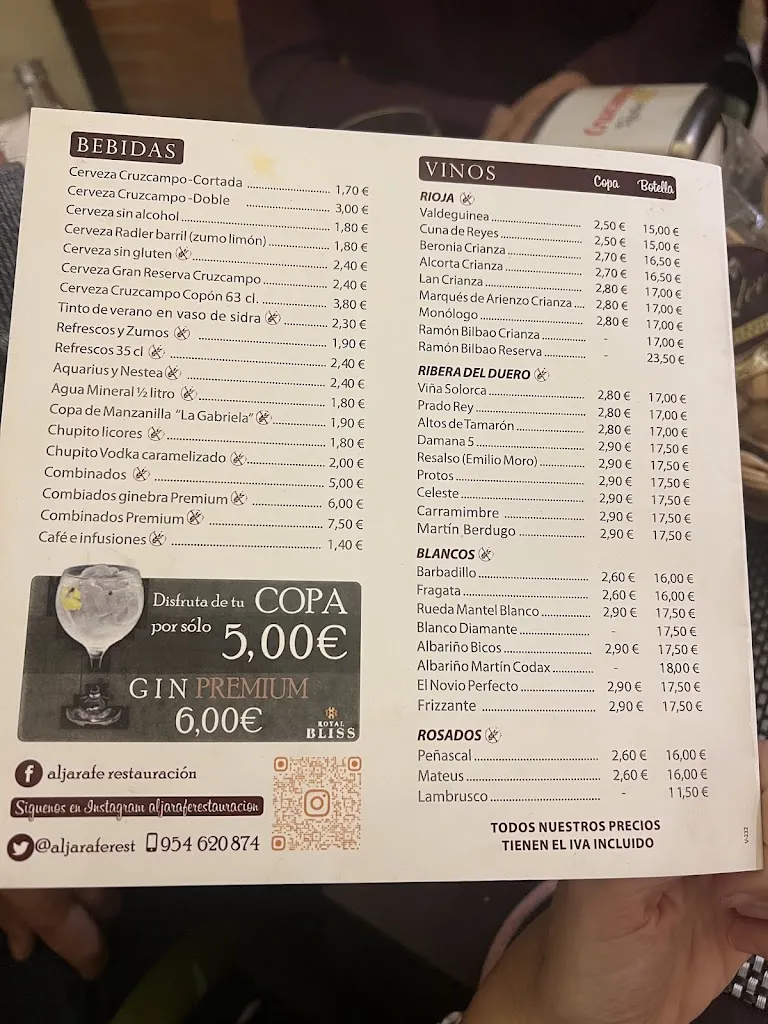 BEBIDAS
Cerveza Cruzcampo-Cortada 1,70 €
Cerveza Cruzcampo-Doble 3,00 €
Cerveza sin alcohol 1,80 €
Cerveza Radler barril (zumo limón) 1,80 €
Cerveza sin gluten 2,40 €
Cerveza Gran Reserva Cruzcampo 2,40 €
Cerveza Cruzcampo Copón 63 cl. 3,80 €
Tinto de verano en vaso de sidra 2,30 €
Refrescos y Zumos 1,90 €
Refrescos 35 cl 2,40 €
Aquarius y Nestea 2,40 €
Agua Mineral ½ litro 1,80 €
Copa de Manzanilla "La Gabriela" 1,90 €
Chupito licores 1,80 €
Chupito Vodka caramelizado 2,00 €
Combinados 5,00 €
Combiados ginebra Premium 6,00 €
Combinados Premium 7,50 €
Café e infusiones 1,40 €
Disfruta de tu COPA
por sólo 5,00€
GIN PREMIUM
6,00€
ROYAL
BLISS
aljarafe restauración
Siguenos en Instagram aljaraferestauracion
@aljaraferest 954 620 874
VINOS Copa Botella
RIOJA
Valdeguinea 2,50 € 15,00 €
Cuna de Reyes 2,50 € 15,00 €
Beronia Crianza 2,70 € 16,50 €
Alcorta Crianza 2,70 € 16,50 €
Lan Crianza 2,80 € 17,00 €
Marqués de Arienzo Crianza 2,80 € 17,00 €
Monólogo 2,80 € 17,00 €
Ramón Bilbao Crianza - 17,00 €
Ramón Bilbao Reserva - 23,50 €
RIBERA DEL DUERO
Viña Solorca 2,80 € 17,00 €
Prado Rey 2,80 € 17,00 €
Altos de Tamarón 2,80 € 17,00 €
Damana 5 2,90 € 17,50 €
Resalso (Emilio Moro) 2,90 € 17,50 €
Protos 2,90 € 17,50 €
Celeste 2,90 € 17,50 €
Carramimbre 2,90 € 17,50 €
Martín Berdugo 2,90 € 17,50 €
BLANCOS
Barbadillo 2,60 € 16,00 €
Fragata 2,60 € 16,00 €
Rueda Mantel Blanco 2,90 € 17,50 €
Blanco Diamante - 17,50 €
Albariño Bicos 2,90 € 17,50 €
Albariño Martín Codax - 18,00 €
El Novio Perfecto 2,90 € 17,50 €
Frizzante 2,90 € 17,50 €
ROSADOS
Peñascal 2,60 € 16,00 €
Mateus 2,60 € 16,00 €
Lambrusco - 11,50 €
TODOS NUESTROS PRECIOS
TIENEN EL IVA INCLUIDO
V-232
Cruzcampo